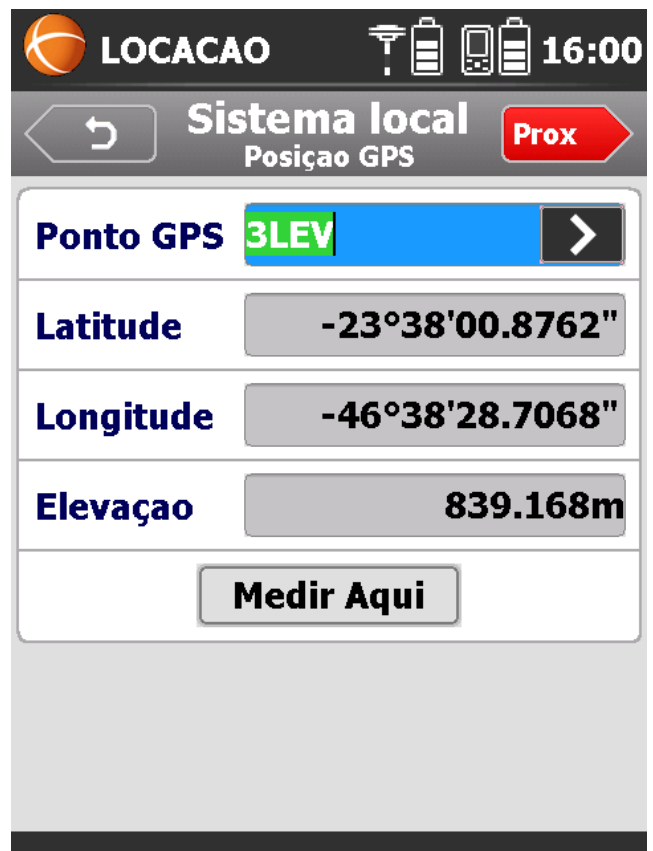 LOCACAO 16:00
Sistema local
Posiçao GPS
Prox
Ponto GPS 3LEV
Latitude -23°38'00.8762"
Longitude -46°38'28.7068"
Elevaçao 839.168m
Medir Aqui